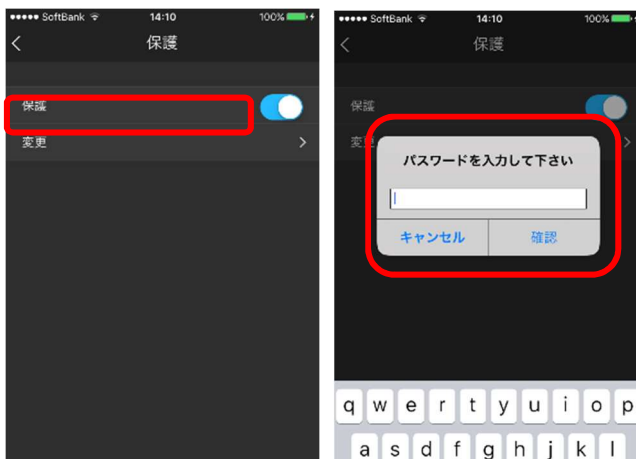 ●●●●● SoftBank 14:10 100%
保護
保護
変更
●●●●● SoftBank 14:10 100%
保護
保護
変更
パスワードを入力して下さい
キャンセル 確認
q w e r t y u i o p
a s d f g h j k l